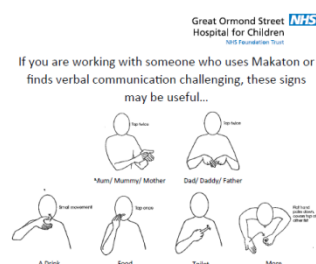 Great Ormond Street NHS
Hospital for Children
NHS Foundation Trust
If you are working with someone who uses Makaton or
finds verbal communication challenging, these signs
may be useful...
Tap twice
Tap twice
*Mum/ Mummy/ Mother
Dad/ Daddy/ Father
Small movement
Tap once
Flat hand
A Drink
Food
Toilet
More